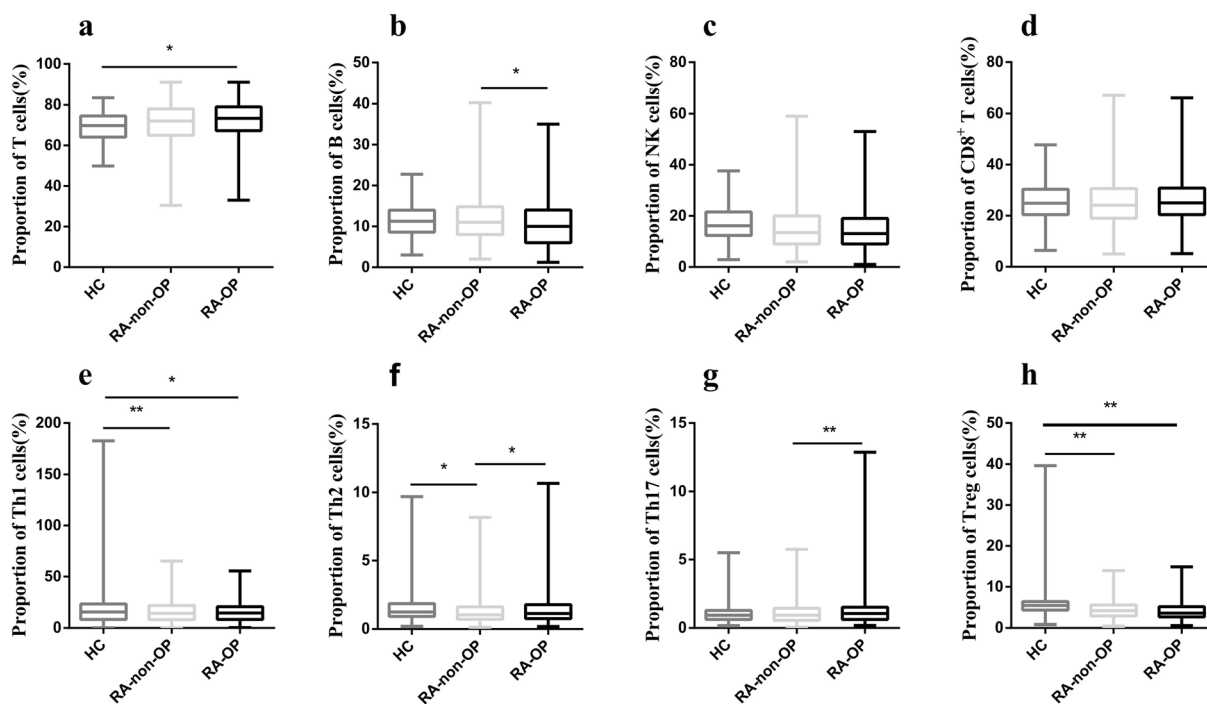 a
Proportion of T cells(%)
100
80
60
40
20
0
*
HC
RA-non-OP
RA-OP
b
Proportion of B cells(%)
50
40
30
20
10
0
*
HC
RA-non-OP
RA-OP
c
Proportion of NK cells(%)
80
60
40
20
0
HC
RA-non-OP
RA-OP
d
Proportion of CD8⁺ T cells(%)
80
60
40
20
0
HC
RA-non-OP
RA-OP
e
Proportion of Th1 cells(%)
200
150
100
50
0
*
**
HC
RA-non-OP
RA-OP
f
Proportion of Th2 cells(%)
15
10
5
0
*
*
HC
RA-non-OP
RA-OP
g
Proportion of Th17 cells(%)
15
10
5
0
**
HC
RA-non-OP
RA-OP
h
Proportion of Treg cells(%)
50
40
30
20
10
0
**
**
HC
RA-non-OP
RA-OP